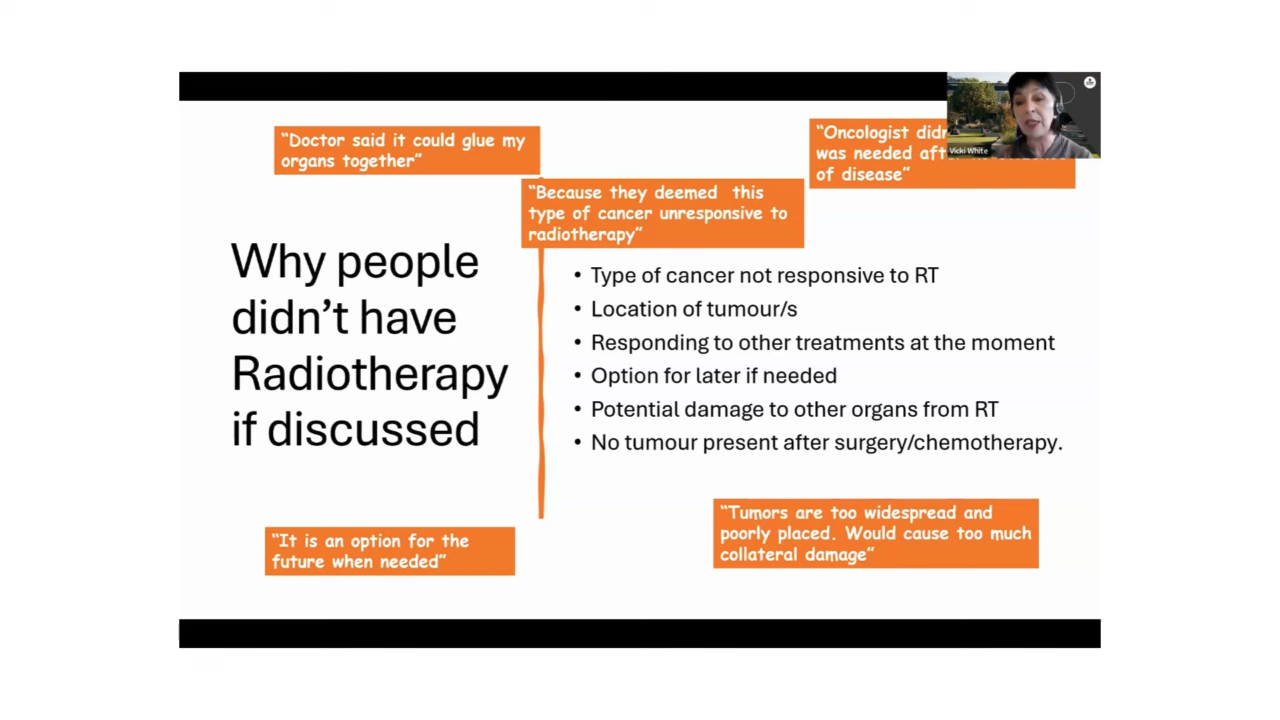 “Doctor said it could glue my
organs together”
“Oncologist
was needed
of disease”
Vicki White
“Because they deemed this
type of cancer unresponsive to
radiotherapy”
Why people
didn’t have
Radiotherapy
if discussed
• Type of cancer not responsive to RT
• Location of tumour/s
• Responding to other treatments at the moment
• Option for later if needed
• Potential damage to other organs from RT
• No tumour present after surgery/chemotherapy.
“It is an option for the
future when needed”
“Tumors are too widespread and
poorly placed. Would cause too much
collateral damage”